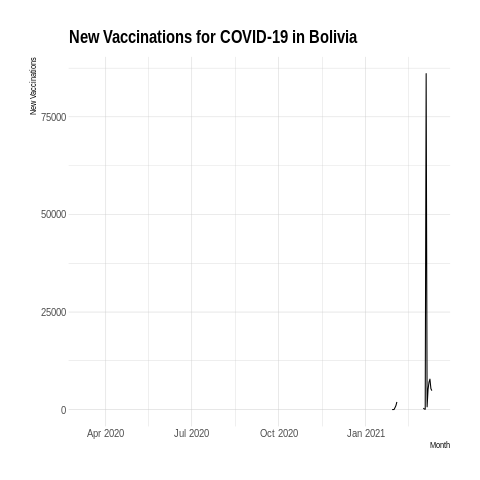 New Vaccinations for COVID-19 in Bolivia
New Vaccinations
75000
50000
25000
0
Apr 2020 Jul 2020 Oct 2020 Jan 2021
Month